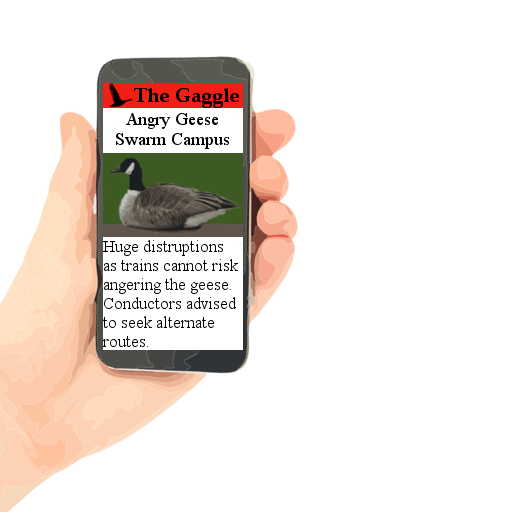 The Gaggle
Angry Geese
Swarm Campus
Huge distruptions
as trains cannot risk
angering the geese.
Conductors advised
to seek alternate
routes.